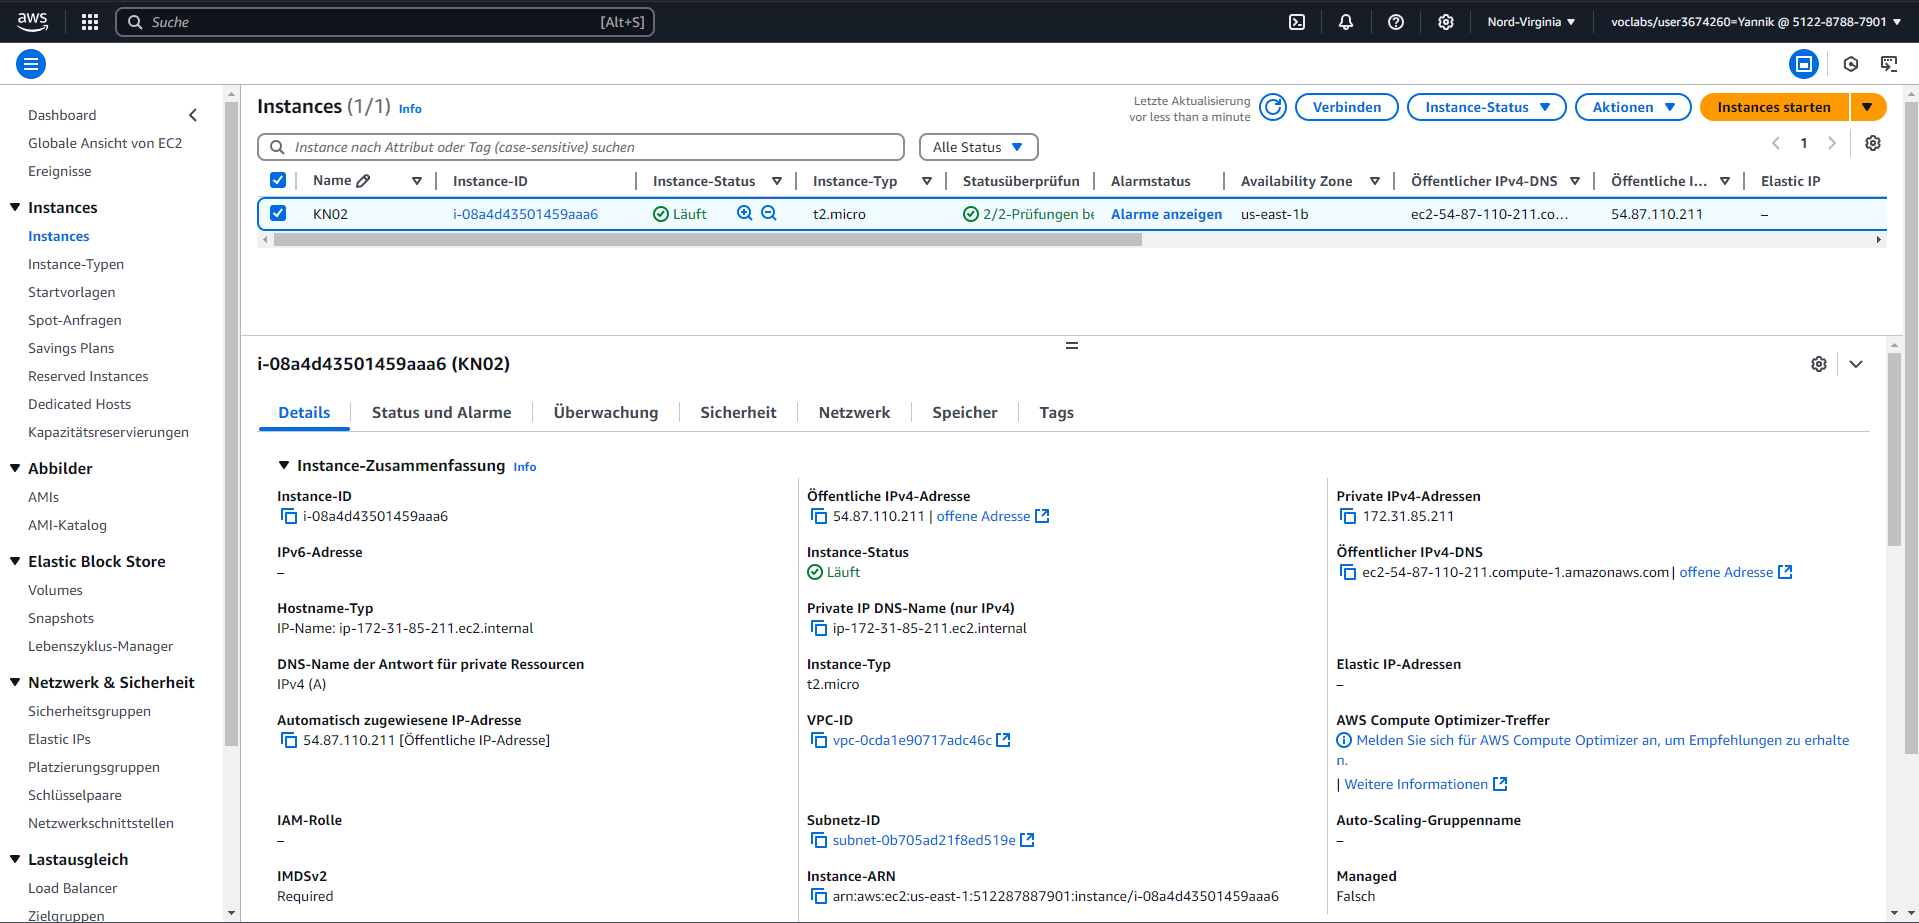 aws
Suche [Alt+S]
Nord-Virginia
voclabs/user3674260=Yannik @ 5122-8788-7901
Dashboard
Globale Ansicht von EC2
Ereignisse
Instances
Instances
Instance-Typen
Startvorlagen
Spot-Anfragen
Savings Plans
Reserved Instances
Dedicated Hosts
Kapazitätsreservierungen
Abbilder
AMIs
AMI-Katalog
Elastic Block Store
Volumes
Snapshots
Lebenszyklus-Manager
Netzwerk & Sicherheit
Sicherheitsgruppen
Elastic IPs
Platzierungsgruppen
Schlüsselpaare
Netzwerkschnittstellen
Lastausgleich
Load Balancer
Zielgruppen
Instances (1/1) Info
Letzte Aktualisierung
vor less than a minute
Verbinden
Instance-Status
Aktionen
Instances starten
Instance nach Attribut oder Tag (case-sensitive) suchen
Alle Status
1
Name Instance-ID Instance-Status Instance-Typ Statusüberprüfun Alarmstatus Availability Zone Öffentlicher IPv4-DNS Öffentliche I... Elastic IP
KN02 i-08a4d43501459aaa6 Läuft t2.micro 2/2-Prüfungen be Alarme anzeigen us-east-1b ec2-54-87-110-211.co... 54.87.110.211 –
i-08a4d43501459aaa6 (KN02)
Details Status und Alarme Überwachung Sicherheit Netzwerk Speicher Tags
Instance-Zusammenfassung Info
Instance-ID
i-08a4d43501459aaa6
Öffentliche IPv4-Adresse
54.87.110.211 | offene Adresse
Private IPv4-Adressen
172.31.85.211
IPv6-Adresse
–
Instance-Status
Läuft
Öffentlicher IPv4-DNS
ec2-54-87-110-211.compute-1.amazonaws.com | offene Adresse
Hostname-Typ
IP-Name: ip-172-31-85-211.ec2.internal
Private IP DNS-Name (nur IPv4)
ip-172-31-85-211.ec2.internal
DNS-Name der Antwort für private Ressourcen
IPv4 (A)
Instance-Typ
t2.micro
Elastic IP-Adressen
–
Automatisch zugewiesene IP-Adresse
54.87.110.211 [Öffentliche IP-Adresse]
VPC-ID
vpc-0cda1e90717adc46c
AWS Compute Optimizer-Treffer
Melden Sie sich für AWS Compute Optimizer an, um Empfehlungen zu erhalte
n.
| Weitere Informationen
IAM-Rolle
–
Subnetz-ID
subnet-0b705ad21f8ed519e
Auto-Scaling-Gruppenname
–
IMDSv2
Required
Instance-ARN
arn:aws:ec2:us-east-1:512287887901:instance/i-08a4d43501459aaa6
Managed
Falsch